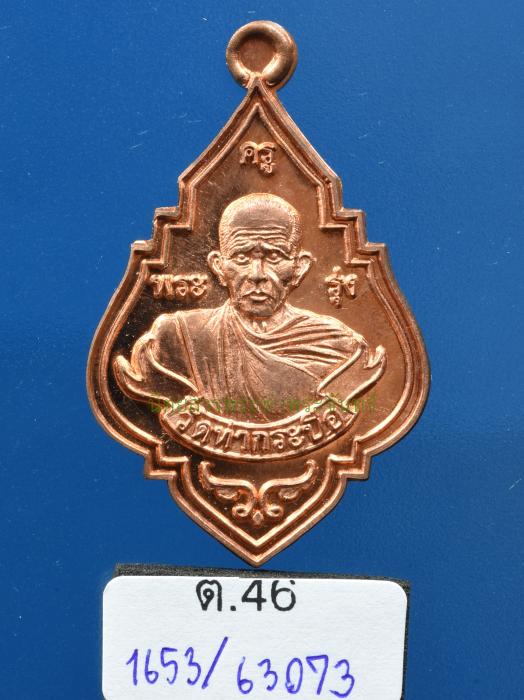 ครู
พระ รุ่ง
วัดท่ากระบือ
ต.46
1653/63073